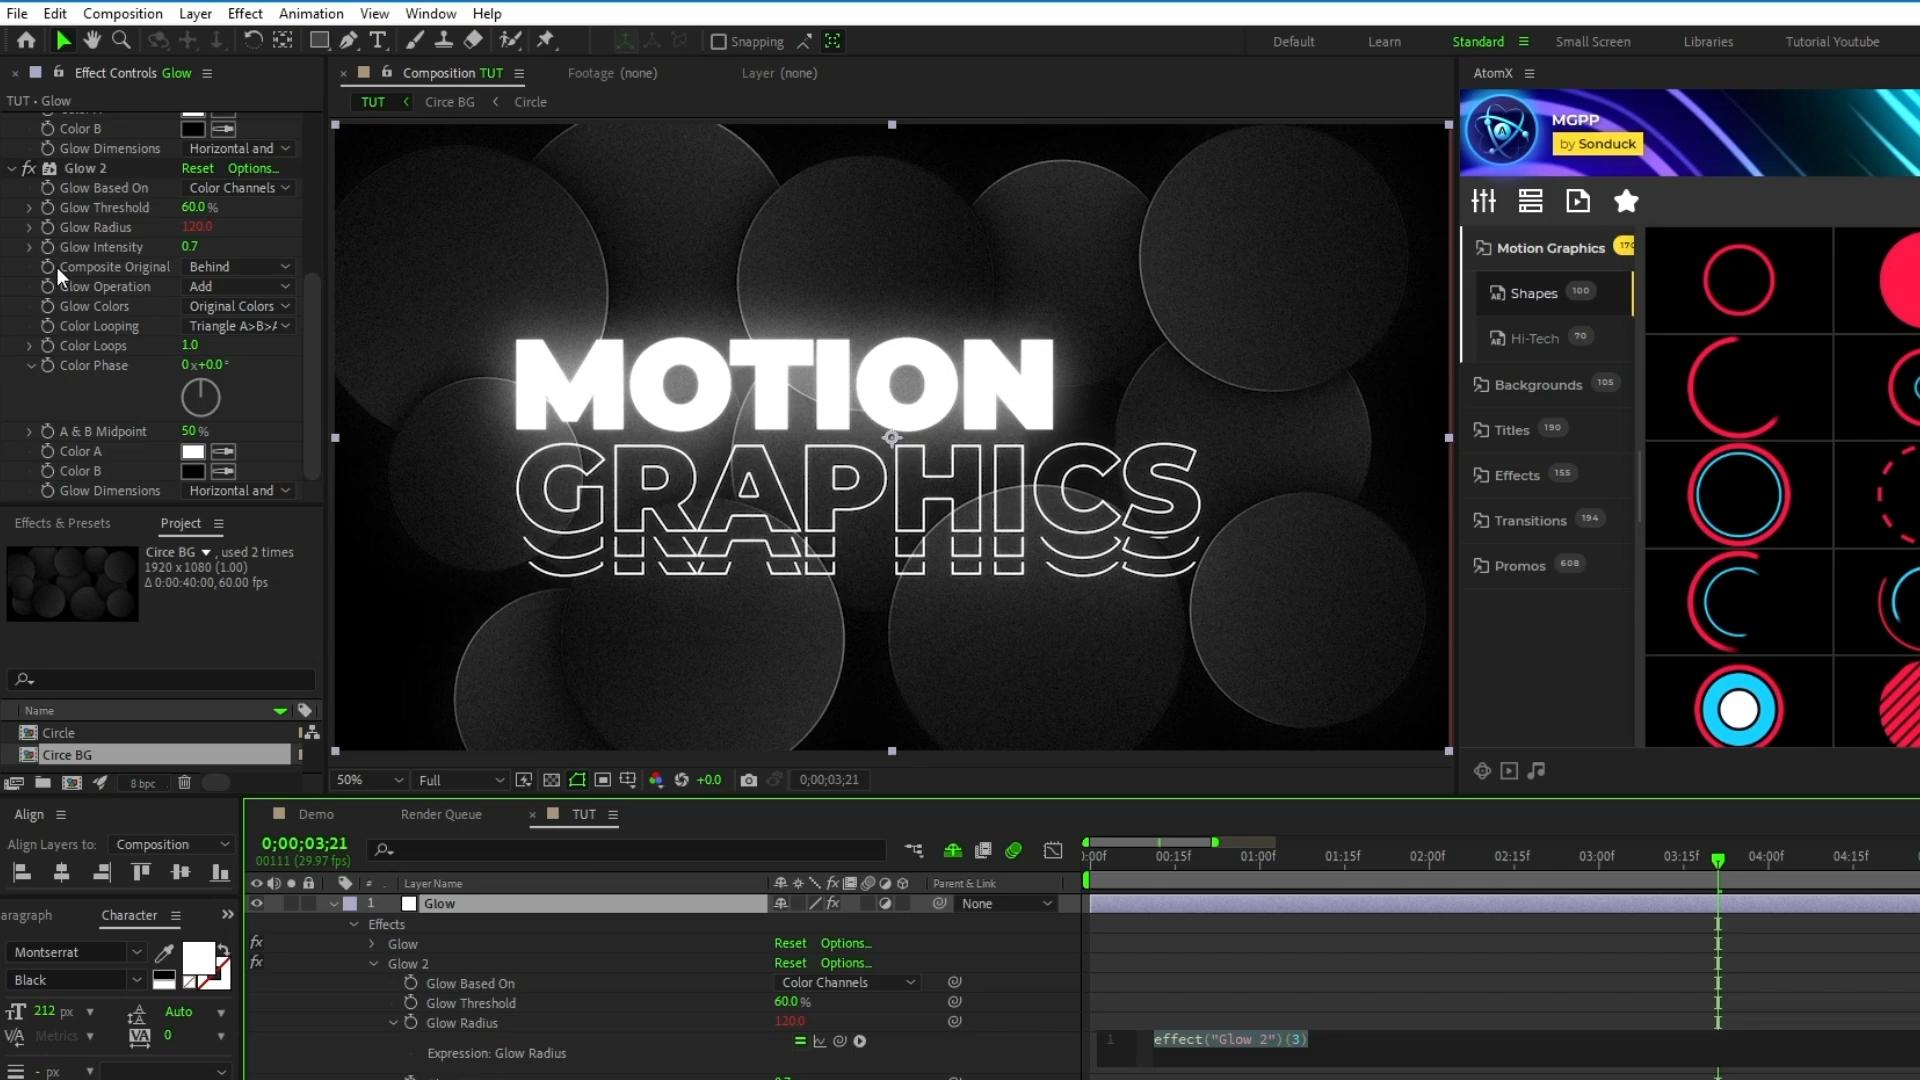 File Edit Composition Layer Effect Animation View Window Help
Snapping
Default Learn Standard Small Screen Libraries Tutorial Youtube
Effect Controls Glow
TUT • Glow
Color B
Glow Dimensions Horizontal and
fx Glow 2 Reset Options...
Glow Based On Color Channels
Glow Threshold 60.0 %
Glow Radius 120.0
Glow Intensity 0.7
Composite Original Behind
Glow Operation Add
Glow Colors Original Colors
Color Looping Triangle A>B>A
Color Loops 1.0
Color Phase 0x+0.0°
A & B Midpoint 50 %
Color A
Color B
Glow Dimensions Horizontal and
Composition TUT Footage (none) Layer (none)
TUT Circe BG Circle
MOTION
GRAPHICS
50% Full +0.0 0;00;03;21
AtomX
MGPP
by Sonduck
Motion Graphics
Shapes 100
Hi-Tech 70
Backgrounds 105
Titles 190
Effects 155
Transitions 194
Promos 608
Effects & Presets Project
Circe BG , used 2 times
1920 x 1080 (1.00)
Δ 0:00:40:00, 60.00 fps
Name
Circle
Circe BG
8 bpc
Align
Align Layers to: Composition
aragraph Character
Montserrat
Black
212 px Auto
Metrics 0
- px
Demo Render Queue TUT
0;00;03;21
00111 (29.97 fps)
# Layer Name fx Parent & Link
1 Glow fx None
Effects
fx Glow Reset Options...
fx Glow 2 Reset Options...
Glow Based On Color Channels
Glow Threshold 60.0 %
Glow Radius 120.0
Expression: Glow Radius
):00f 00:15f 01:00f 01:15f 02:00f 02:15f 03:00f 03:15f 04:00f 04:15f
1 effect("Glow 2")(3)